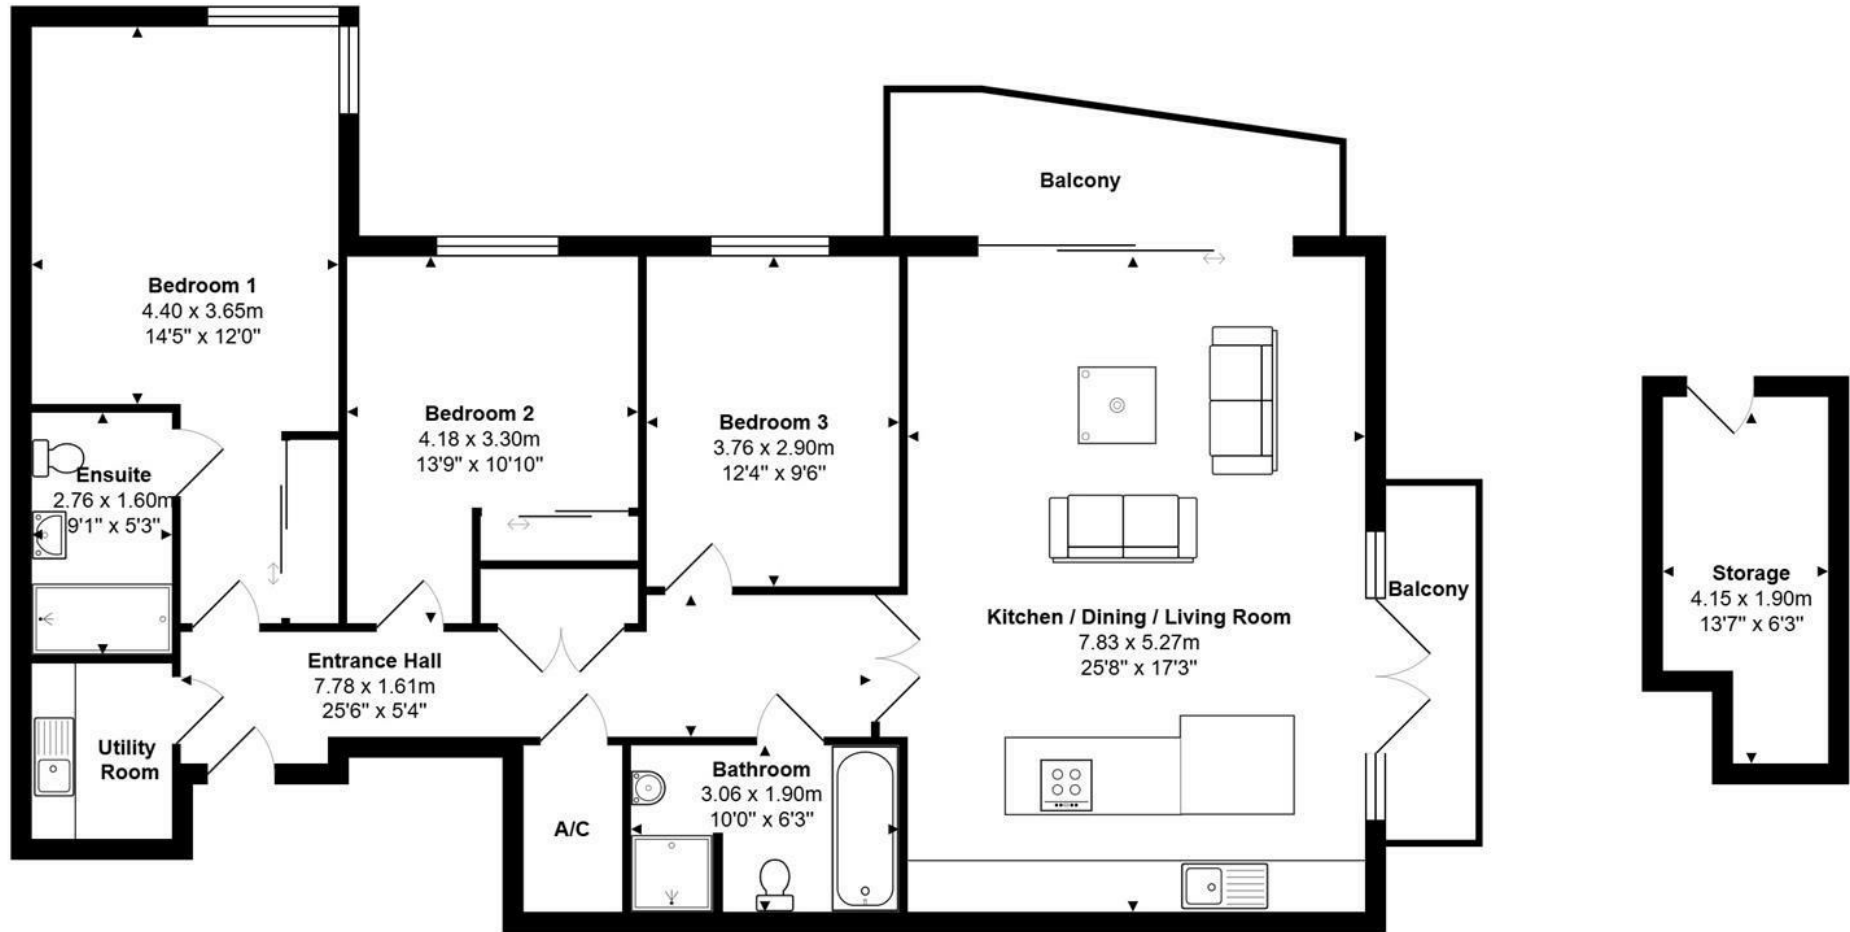 Balcony
Bedroom 1
4.40 x 3.65m
14'5" x 12'0"
Bedroom 2
4.18 x 3.30m
13'9" x 10'10"
Bedroom 3
3.76 x 2.90m
12'4" x 9'6"
Ensuite
2.76 x 1.60m
9'1" x 5'3"
Kitchen / Dining / Living Room
7.83 x 5.27m
25'8" x 17'3"
Balcony
Storage
4.15 x 1.90m
13'7" x 6'3"
Entrance Hall
7.78 x 1.61m
25'6" x 5'4"
Utility
Room
A/C
Bathroom
3.06 x 1.90m
10'0" x 6'3"